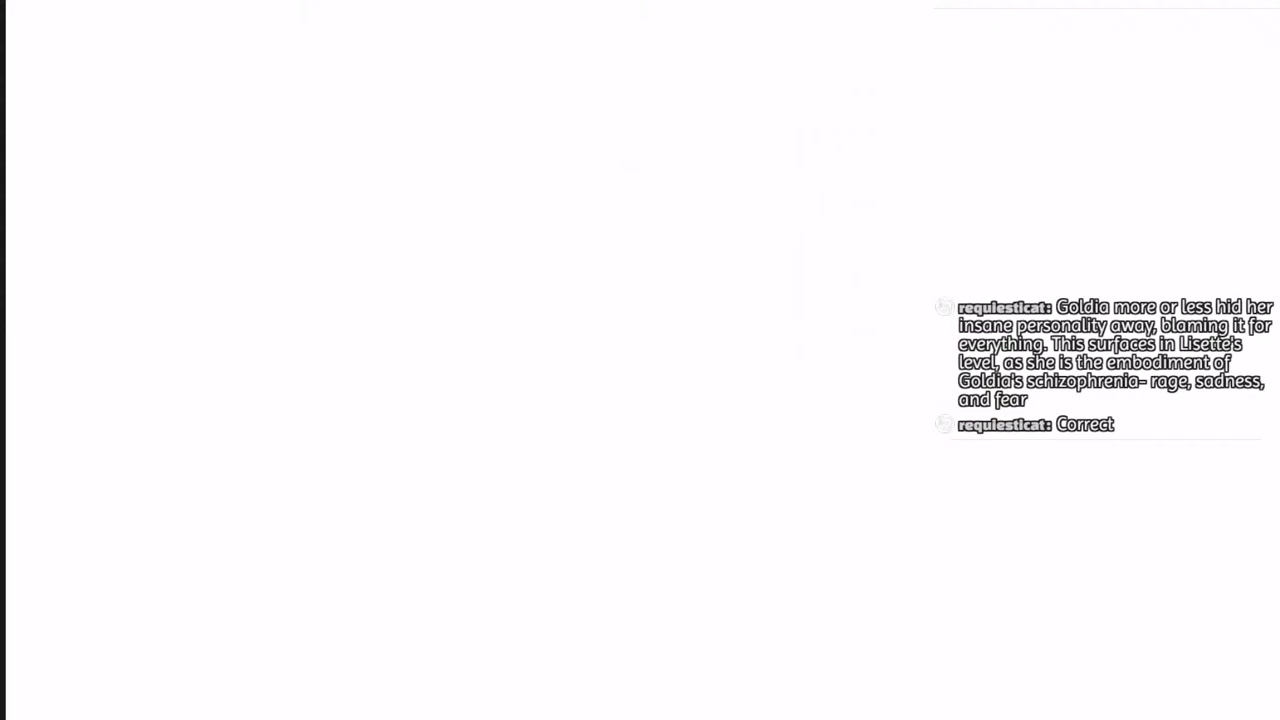 requiesticat: Goldia more or less hid her
insane personality away, blaming it for
everything. This surfaces in Lisette's
level, as she is the embodiment of
Goldia's schizophrenia- rage, sadness,
and fear
requiesticat: Correct